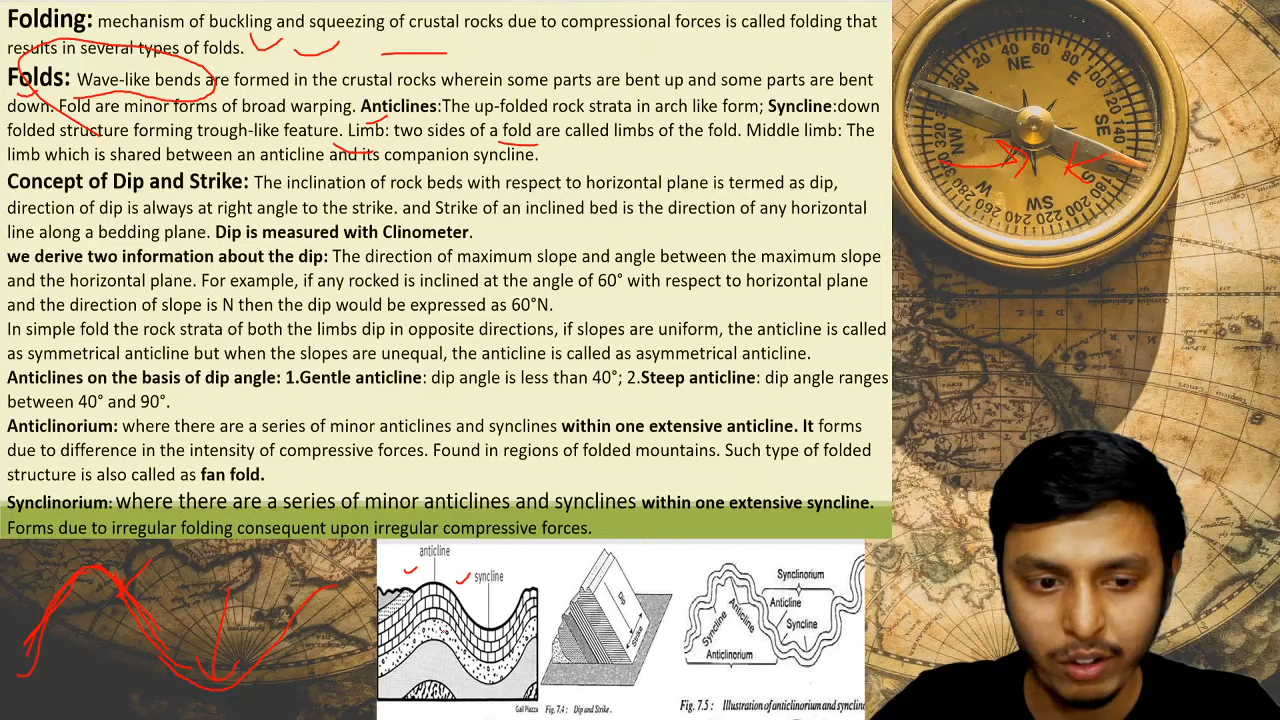 Folding: mechanism of buckling and squeezing of crustal rocks due to compressional forces is called folding that
results in several types of folds.
Folds: Wave-like bends are formed in the crustal rocks wherein some parts are bent up and some parts are bent
down. Fold are minor forms of broad warping. Anticlines:The up-folded rock strata in arch like form; Syncline:down
folded structure forming trough-like feature. Limb: two sides of a fold are called limbs of the fold. Middle limb: The
limb which is shared between an anticline and its companion syncline.
Concept of Dip and Strike: The inclination of rock beds with respect to horizontal plane is termed as dip,
direction of dip is always at right angle to the strike. and Strike of an inclined bed is the direction of any horizontal
line along a bedding plane. Dip is measured with Clinometer.
we derive two information about the dip: The direction of maximum slope and angle between the maximum slope
and the horizontal plane. For example, if any rocked is inclined at the angle of 60° with respect to horizontal plane
and the direction of slope is N then the dip would be expressed as 60°N.
In simple fold the rock strata of both the limbs dip in opposite directions, if slopes are uniform, the anticline is called
as symmetrical anticline but when the slopes are unequal, the anticline is called as asymmetrical anticline.
Anticlines on the basis of dip angle: 1.Gentle anticline: dip angle is less than 40°; 2.Steep anticline: dip angle ranges
between 40° and 90°.
Anticlinorium: where there are a series of minor anticlines and synclines within one extensive anticline. It forms
due to difference in the intensity of compressive forces. Found in regions of folded mountains. Such type of folded
structure is also called as fan fold.
Synclinorium: where there are a series of minor anticlines and synclines within one extensive syncline.
Forms due to irregular folding consequent upon irregular compressive forces.
anticline
syncline
Gail Piazza
Dip
Strike
Fig. 7.4 : Dip and Strike .
Synclinorium
Anticline
Syncline
Syncline
Anticline
Anticlinorium
Fig. 7.5 : Illustration of anticlinorium and synclin
20 40 60
NE
E
SE
S
180
200
220
240
SW
260
280
W
300
320
NW
340